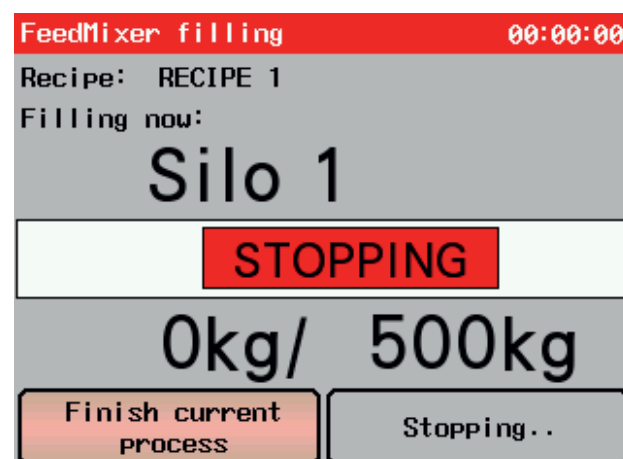 FeedMixer filling 00:00:00
Recipe: RECIPE 1
Filling now:
Silo 1
STOPPING
0kg/ 500kg
Finish current
process
Stopping..